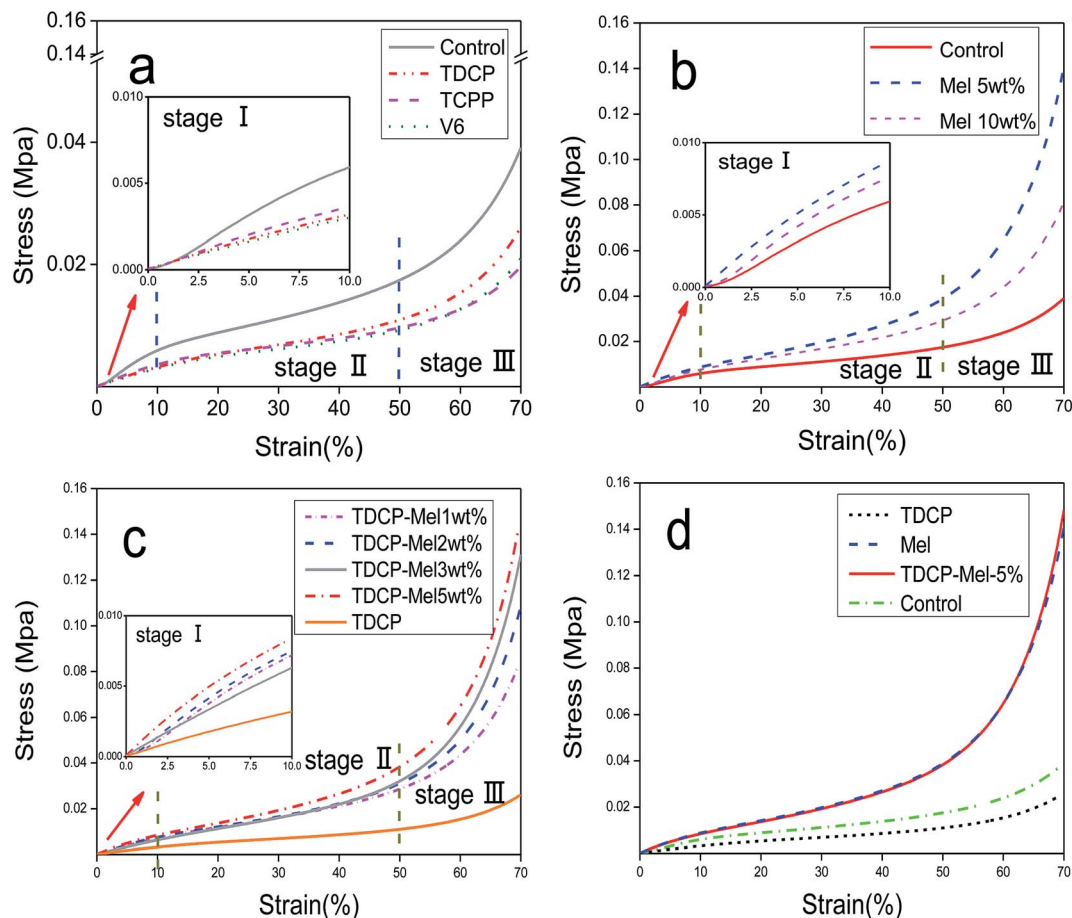 a
0.16
0.14
0.04
0.02
Stress (Mpa)
Control
TDCP
TCPP
V6
stage I
0.010
0.005
0.000
0.0 2.5 5.0 7.5 10.0
stage II
stage III
0 10 20 30 40 50 60 70
Strain(%)
b
0.16
0.14
0.12
0.10
0.08
0.06
0.04
0.02
Stress (Mpa)
Control
Mel 5wt%
Mel 10wt%
stage I
0.010
0.005
0.000
0.0 2.5 5.0 7.5 10.0
stage II
stage III
0 10 20 30 40 50 60 70
Strain(%)
c
0.16
0.14
0.12
0.10
0.08
0.06
0.04
0.02
Stress (Mpa)
TDCP-Mel1wt%
TDCP-Mel2wt%
TDCP-Mel3wt%
TDCP-Mel5wt%
TDCP
stage I
0.010
0.005
0.000
0.0 2.5 5.0 7.5 10.0
stage II
stage III
0 10 20 30 40 50 60 70
Strain(%)
d
0.16
0.14
0.12
0.10
0.08
0.06
0.04
0.02
Stress (Mpa)
TDCP
Mel
TDCP-Mel-5%
Control
0 10 20 30 40 50 60 70
Strain(%)